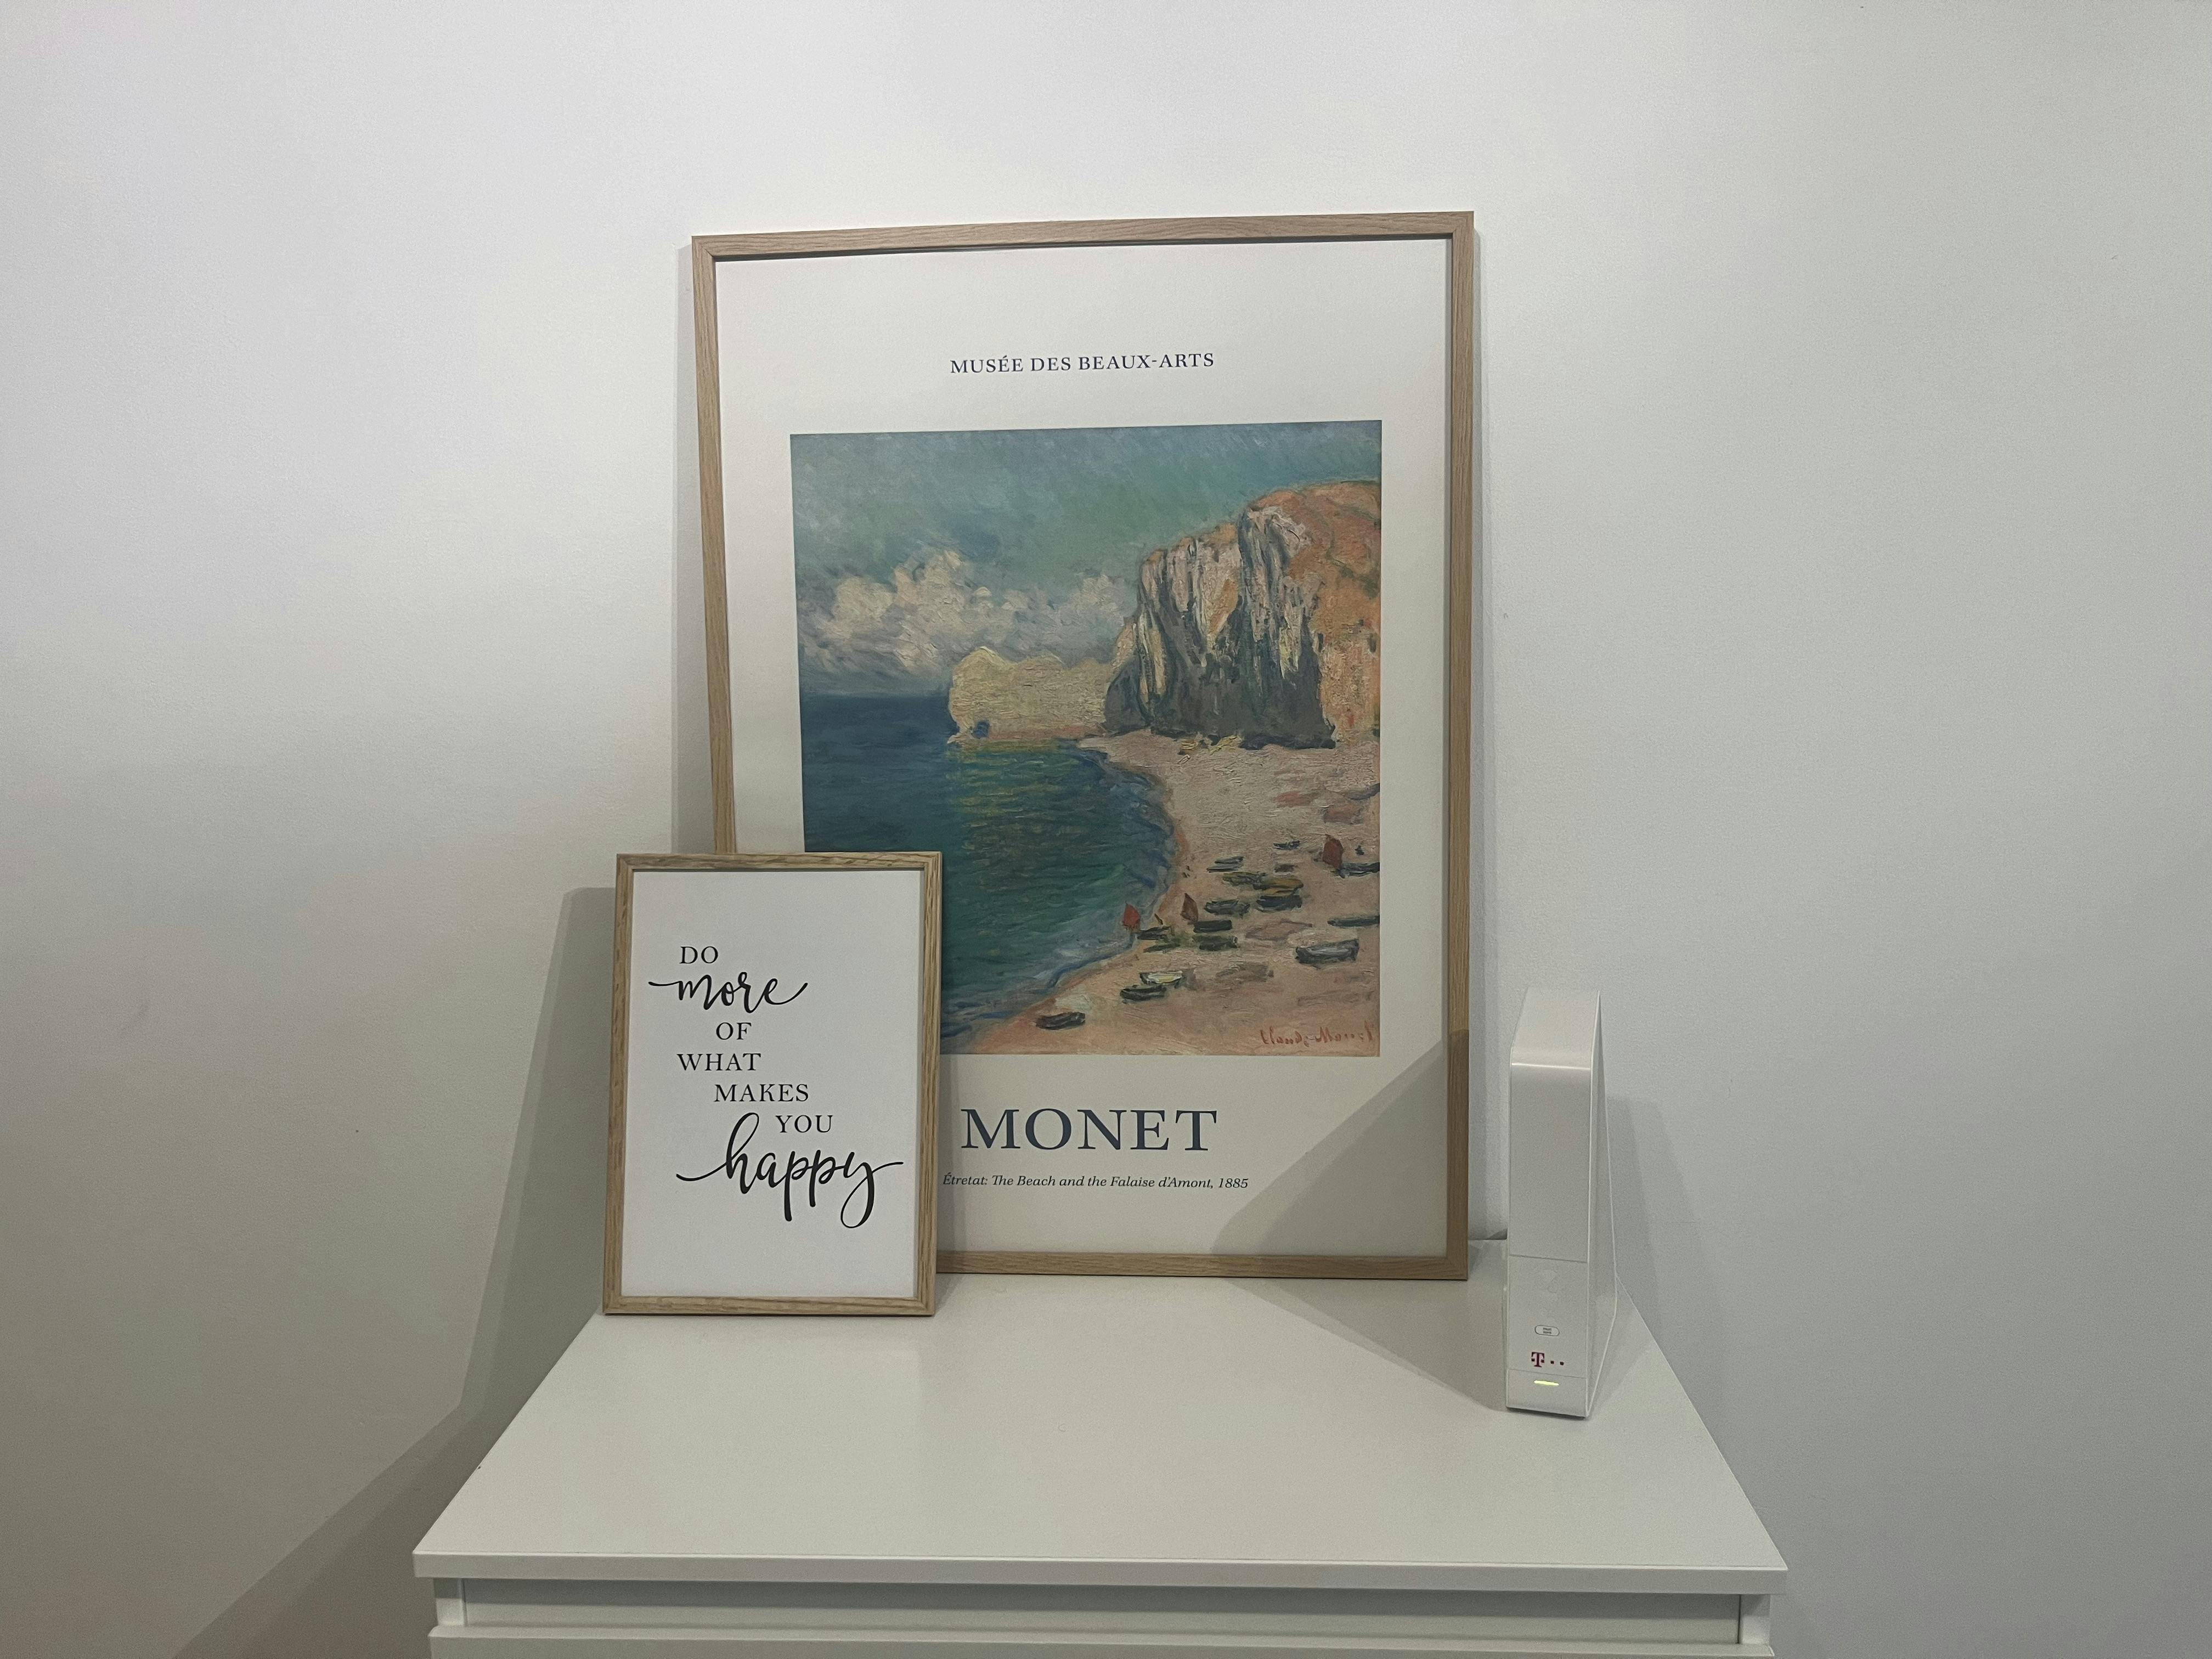 MUSÉE DES BEAUX-ARTS
Claude Monet
MONET
Étretat: The Beach and the Falaise d'Amont, 1885
DO
more
OF
WHAT
MAKES
YOU
happy
T